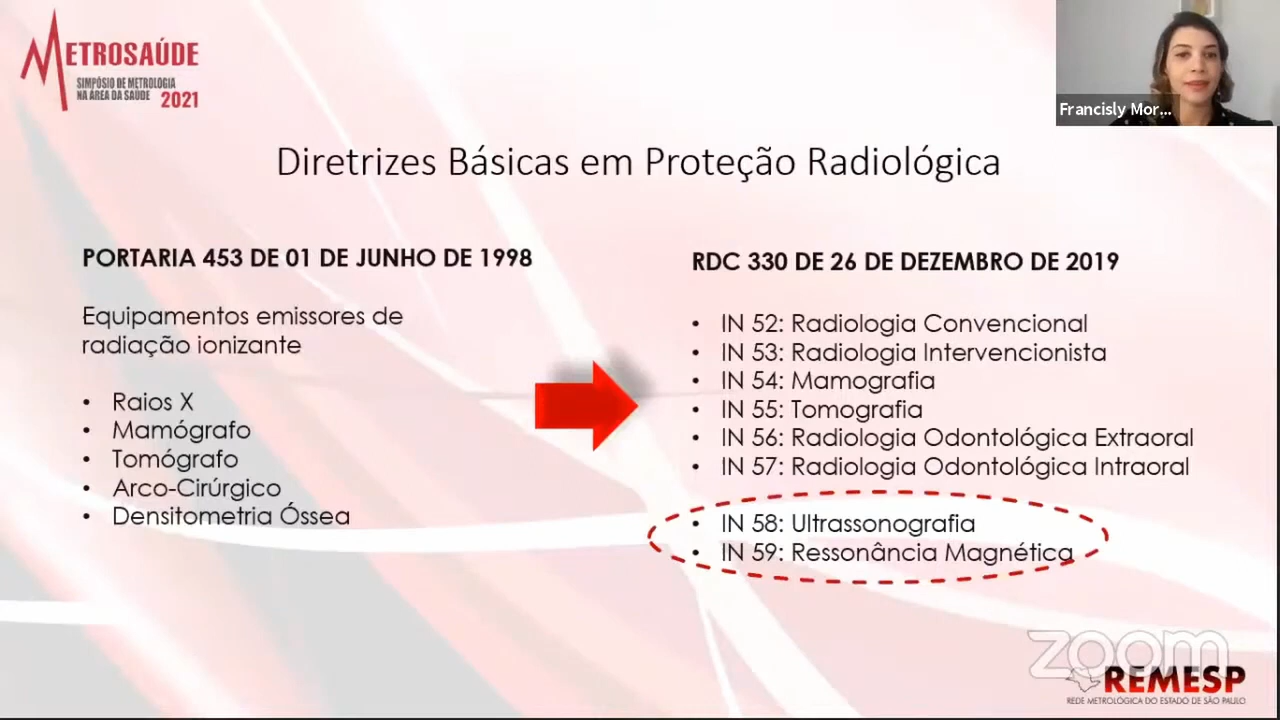 METROSAÚDE
SIMPÓSIO DE METROLOGIA
NA ÁREA DA SAÚDE 2021
Francisly Mor...
Diretrizes Básicas em Proteção Radiológica
PORTARIA 453 DE 01 DE JUNHO DE 1998
Equipamentos emissores de
radiação ionizante
• Raios X
• Mamógrafo
• Tomógrafo
• Arco-Cirúrgico
• Densitometria Óssea
RDC 330 DE 26 DE DEZEMBRO DE 2019
• IN 52: Radiologia Convencional
• IN 53: Radiologia Intervencionista
• IN 54: Mamografia
• IN 55: Tomografia
• IN 56: Radiologia Odontológica Extraoral
• IN 57: Radiologia Odontológica Intraoral
• IN 58: Ultrassonografia
• IN 59: Ressonância Magnética
zoom
REMESP
REDE METROLÓGICA DO ESTADO DE SÃO PAULO